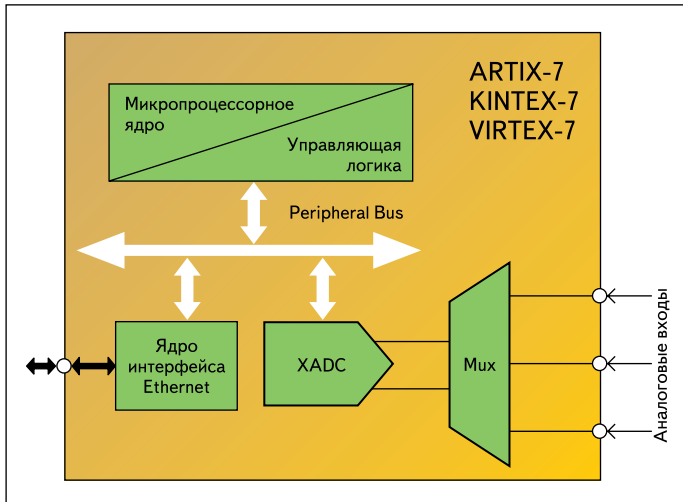 ARTIX-7
KINTEX-7
VIRTEX-7
Микропроцессорное
ядро
Управляющая
логика
Peripheral Bus
Ядро
интерфейса
Ethernet
XADC
Mux
Аналоговые входы